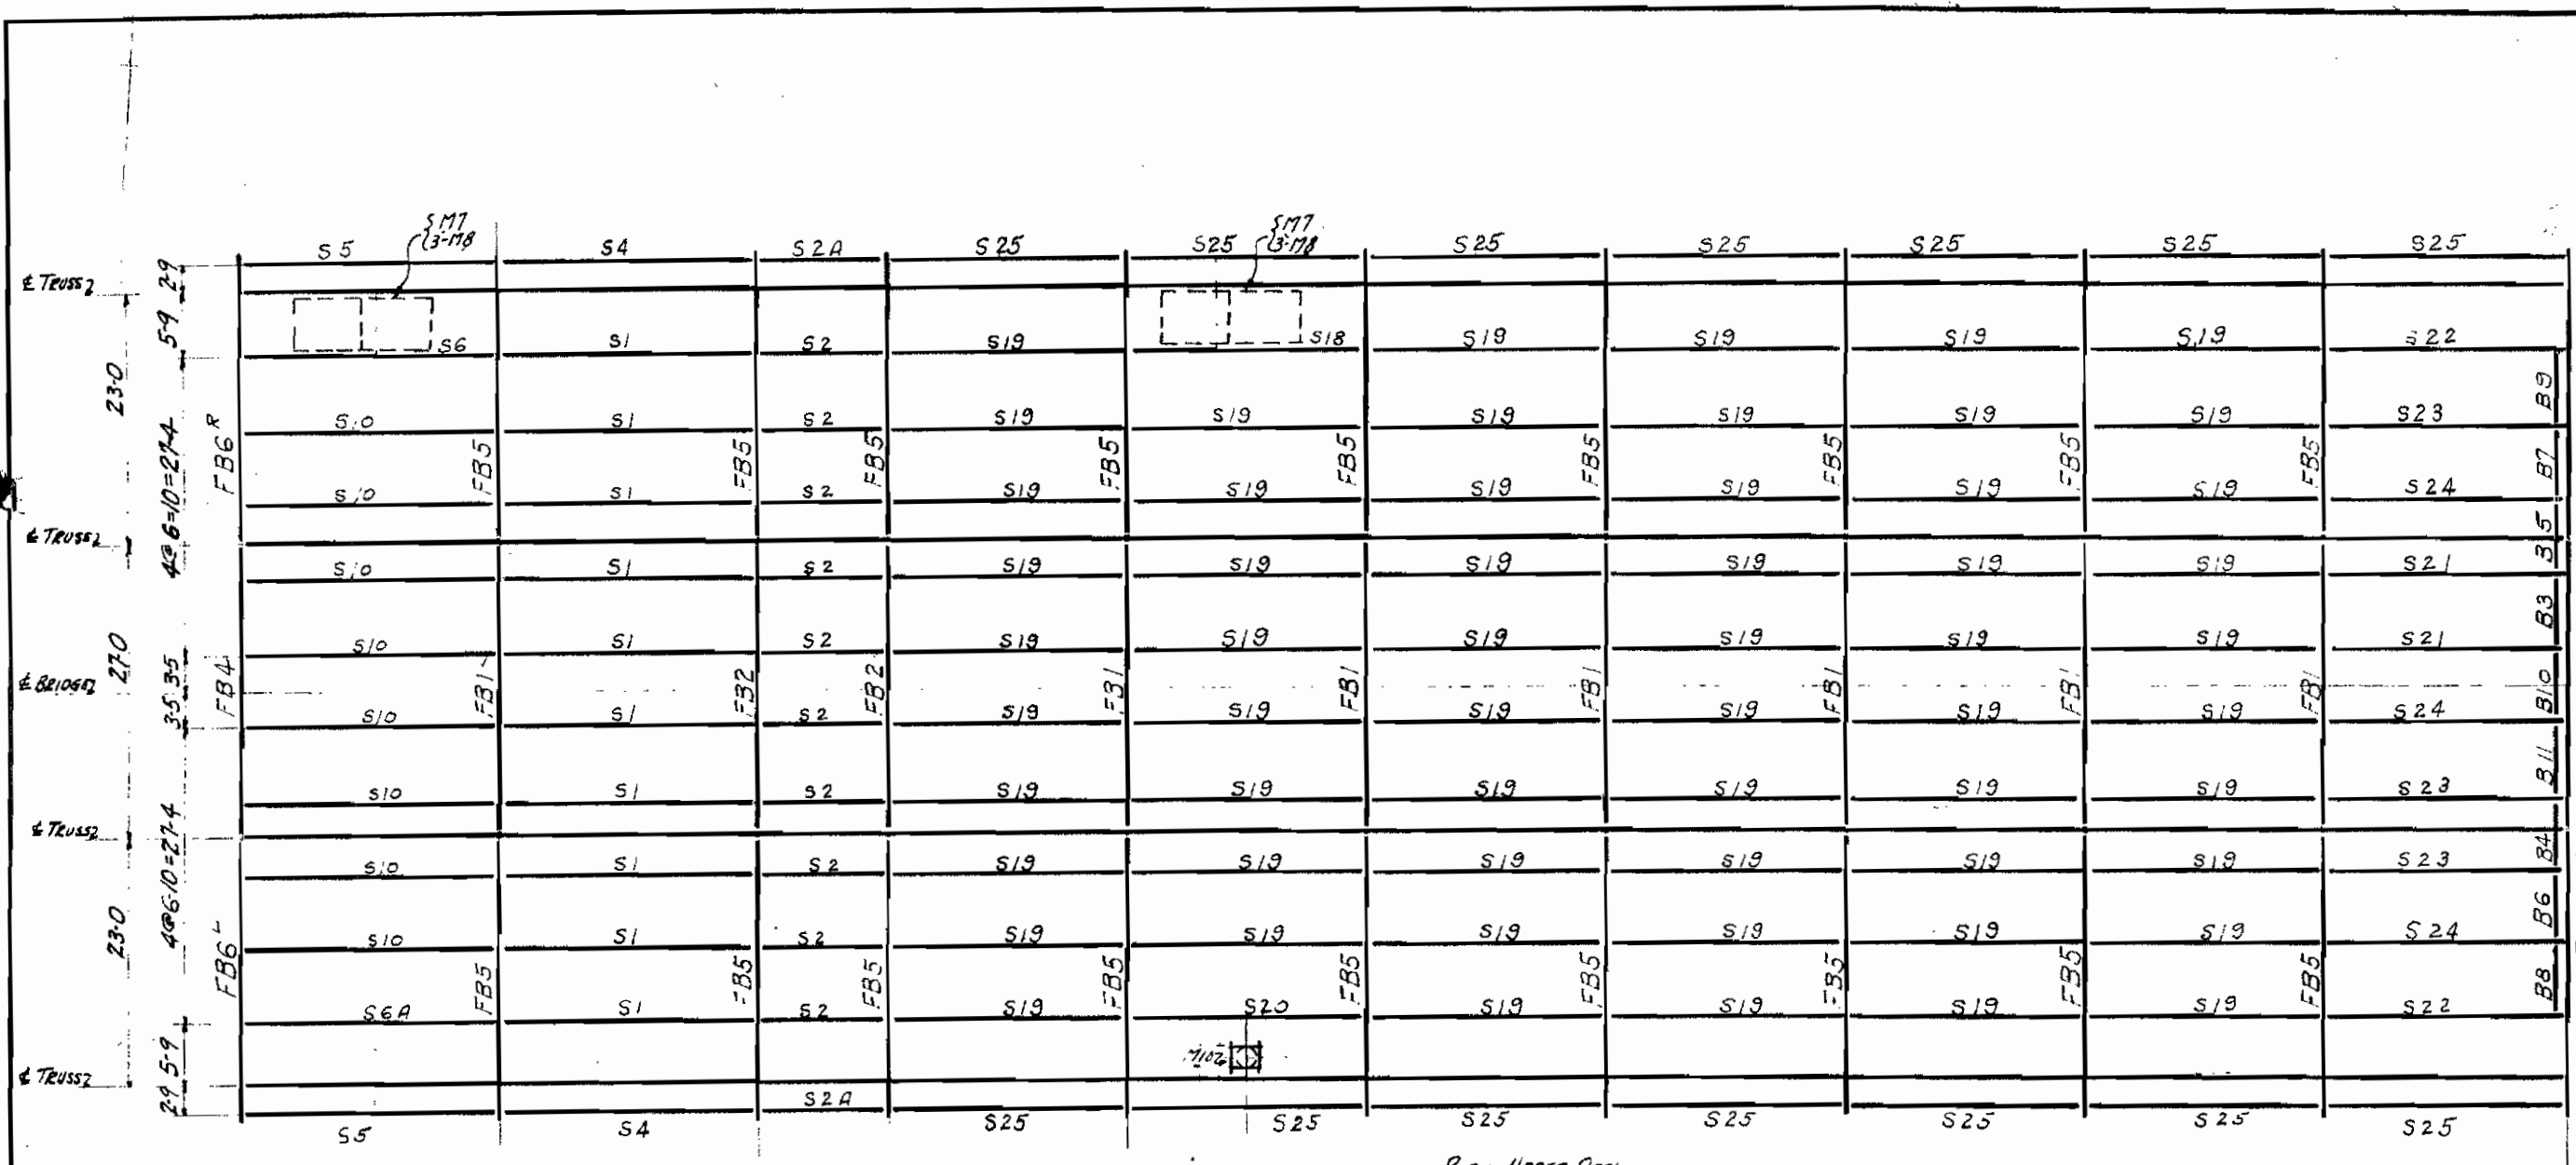 {M7
{3-M8
{M7
{3-M8
S5 S4 S2A S25 S25 S25 S25 S25 S25 S25
2-9
℄ TRUSS
5-9
S6 S1 S2 S19 S18 S19 S19 S19 S19 S22
23-0
B9
S10 S1 S2 S19 S19 S19 S19 S19 S19 S23
4@6-10=27-4
FB6R FB5 FB5 FB5 FB5 FB5 FB5 FB5 FB5 FB5 B7
S10 S1 S2 S19 S19 S19 S19 S19 S19 S24
℄ TRUSS
B5
S10 S1 S2 S19 S19 S19 S19 S19 S19 S21
B3
S10 S1 S2 S19 S19 S19 S19 S19 S19 S21
27-0
3-5 3-5
℄ BRIDGE
FB4 FB1 FB2 FB2 FB1 FB1 FB1 FB1 FB1 FB1 B10
S10 S1 S2 S19 S19 S19 S19 S19 S19 S24
B11
S10 S1 S2 S19 S19 S19 S19 S19 S19 S23
℄ TRUSS
B4
S10 S1 S2 S19 S19 S19 S19 S19 S19 S23
4@6-10=27-4
B6
23-0
S10 S1 S2 S19 S19 S19 S19 S19 S19 S24
FB6L FB5 FB5 FB5 FB5 FB5 FB5 FB5 FB5 FB5 B8
S6A S1 S2 S19 S20 S19 S19 S19 S19 S22
5-9
M102
℄ TRUSS
2-9
S2A
S5 S4 S25 S25 S25 S25 S25 S25 S25